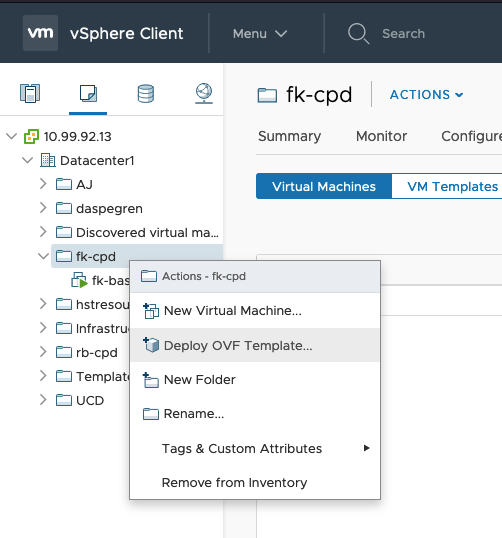 vm vSphere Client Menu Search
fk-cpd ACTIONS
Summary Monitor Configure
Virtual Machines VM Templates
10.99.92.13
Datacenter1
AJ
daspegren
Discovered virtual ma...
fk-cpd
fk-bas
hstresou
Infrastruc
rb-cpd
Template
UCD
Actions - fk-cpd
New Virtual Machine...
Deploy OVF Template...
New Folder
Rename...
Tags & Custom Attributes
Remove from Inventory